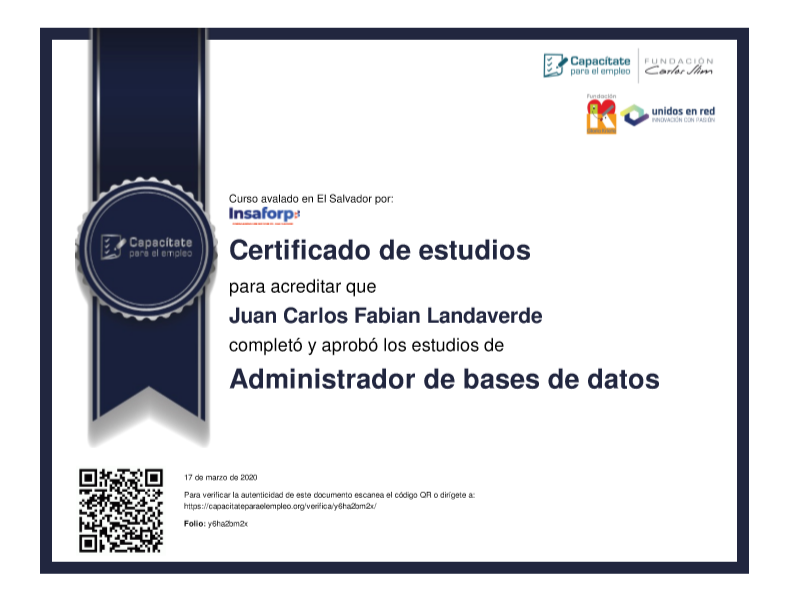 Capacítate
para el empleo
FUNDACIÓN
Carlos Slim
Fundación
unidos en red
INNOVACIÓN CON PASIÓN
Curso avalado en El Salvador por:
Insaforp
Capacítate
para el empleo
Certificado de estudios
para acreditar que
Juan Carlos Fabian Landaverde
completó y aprobó los estudios de
Administrador de bases de datos
17 de marzo de 2020
Para verificar la autenticidad de este documento escanea el código QR o dirígete a:
https://capacitateparaelempleo.org/verifica/y6ha2bm2x/
Folio: y6ha2bm2x